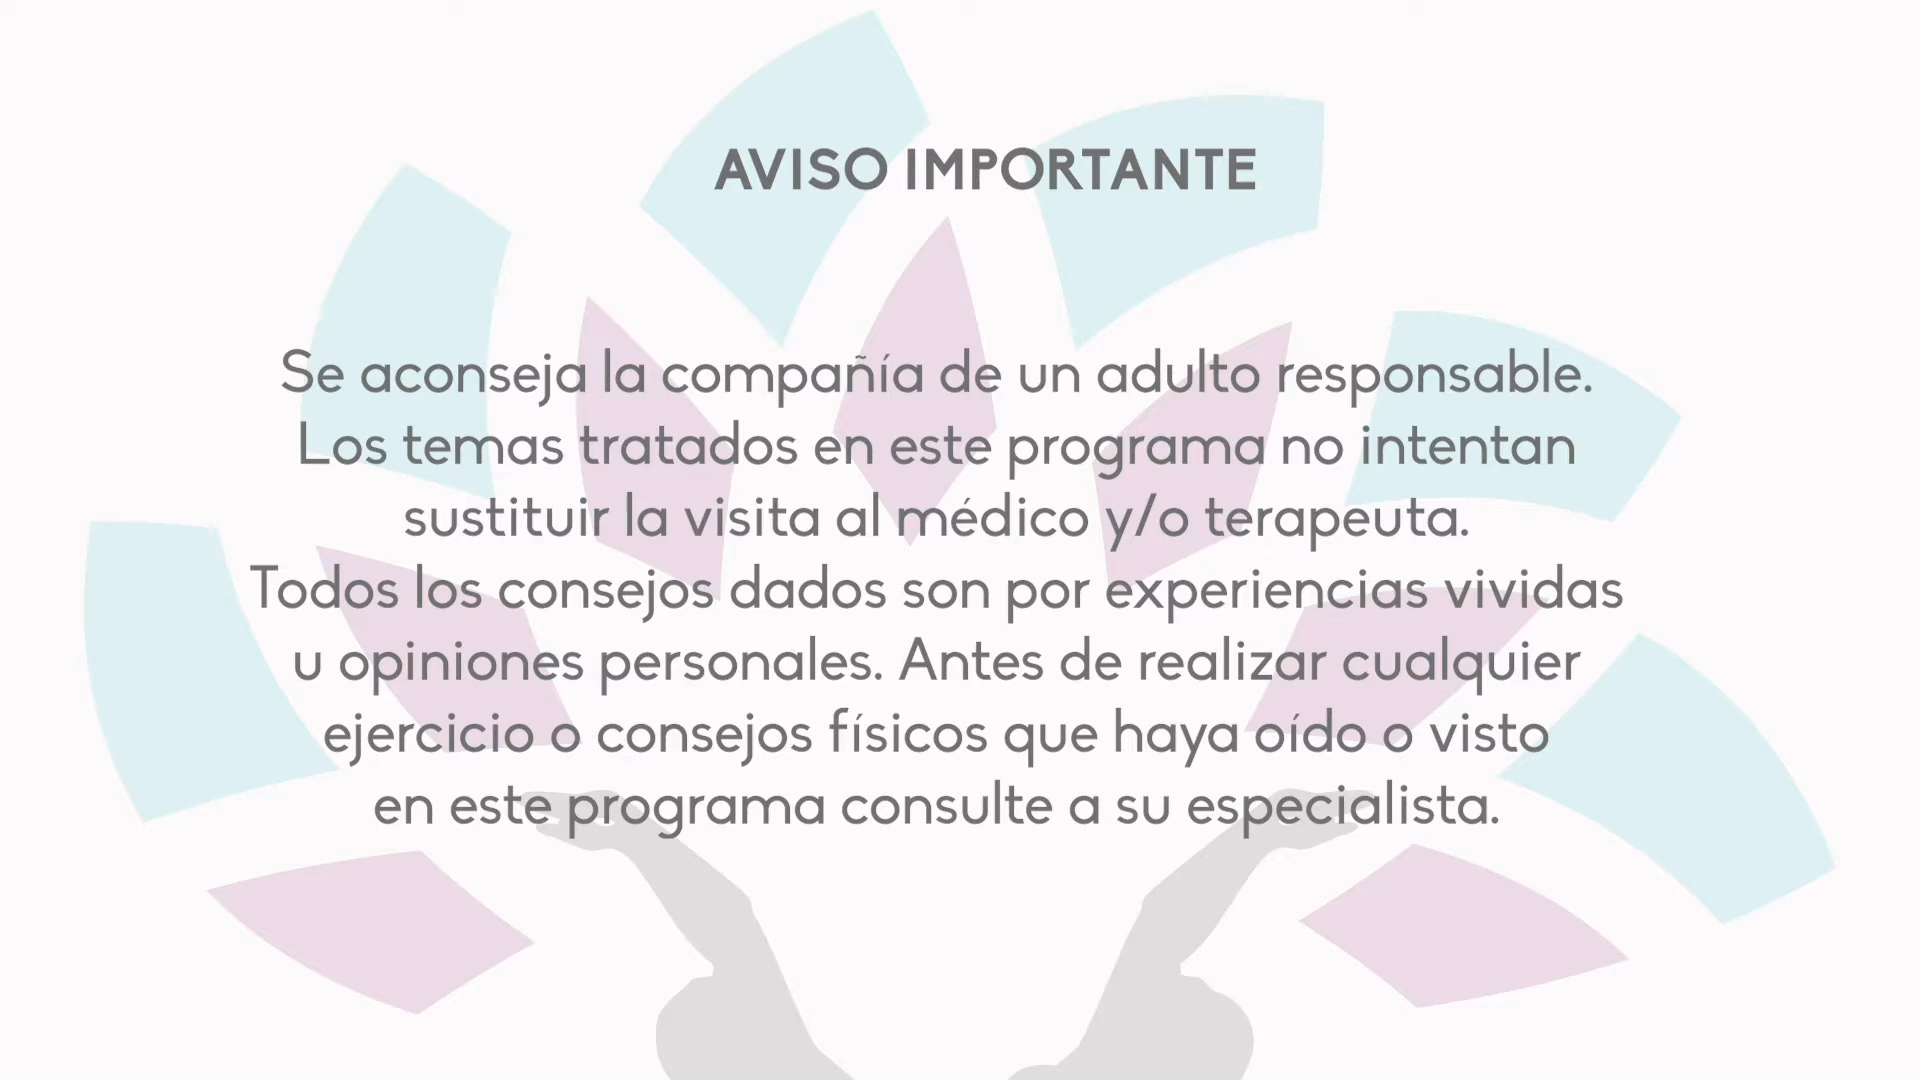 AVISO IMPORTANTE
Se aconseja la compañía de un adulto responsable.
Los temas tratados en este programa no intentan
sustituir la visita al médico y/o terapeuta.
Todos los consejos dados son por experiencias vividas
u opiniones personales. Antes de realizar cualquier
ejercicio o consejos físicos que haya oído o visto
en este programa consulte a su especialista.